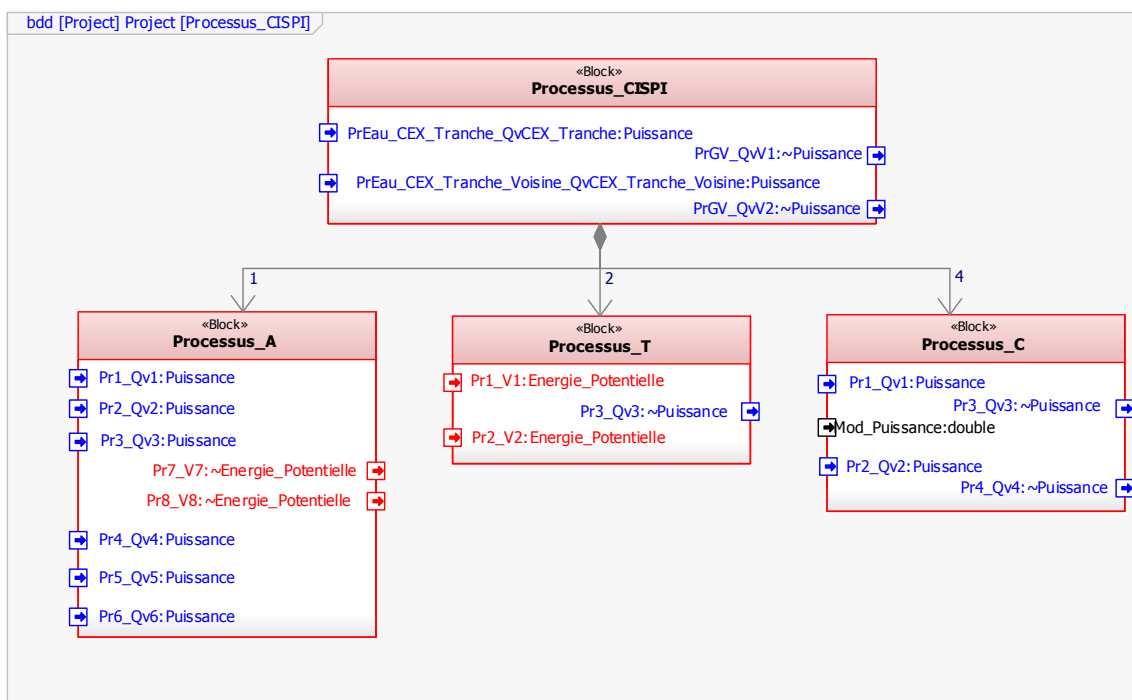 bdd [Project] Project [Processus_CISPI]
«Block»
Processus_CISPI
PrEau_CEX_Tranche_QvCEX_Tranche:Puissance
PrGV_QvV1:~Puissance
PrEau_CEX_Tranche_Voisine_QvCEX_Tranche_Voisine:Puissance
PrGV_QvV2:~Puissance
1
2
4
«Block»
Processus_A
Pr1_Qv1:Puissance
Pr2_Qv2:Puissance
Pr3_Qv3:Puissance
Pr7_V7:~Energie_Potentielle
Pr8_V8:~Energie_Potentielle
Pr4_Qv4:Puissance
Pr5_Qv5:Puissance
Pr6_Qv6:Puissance
«Block»
Processus_T
Pr1_V1:Energie_Potentielle
Pr3_Qv3:~Puissance
Pr2_V2:Energie_Potentielle
«Block»
Processus_C
Pr1_Qv1:Puissance
Pr3_Qv3:~Puissance
Mod_Puissance:double
Pr2_Qv2:Puissance
Pr4_Qv4:~Puissance